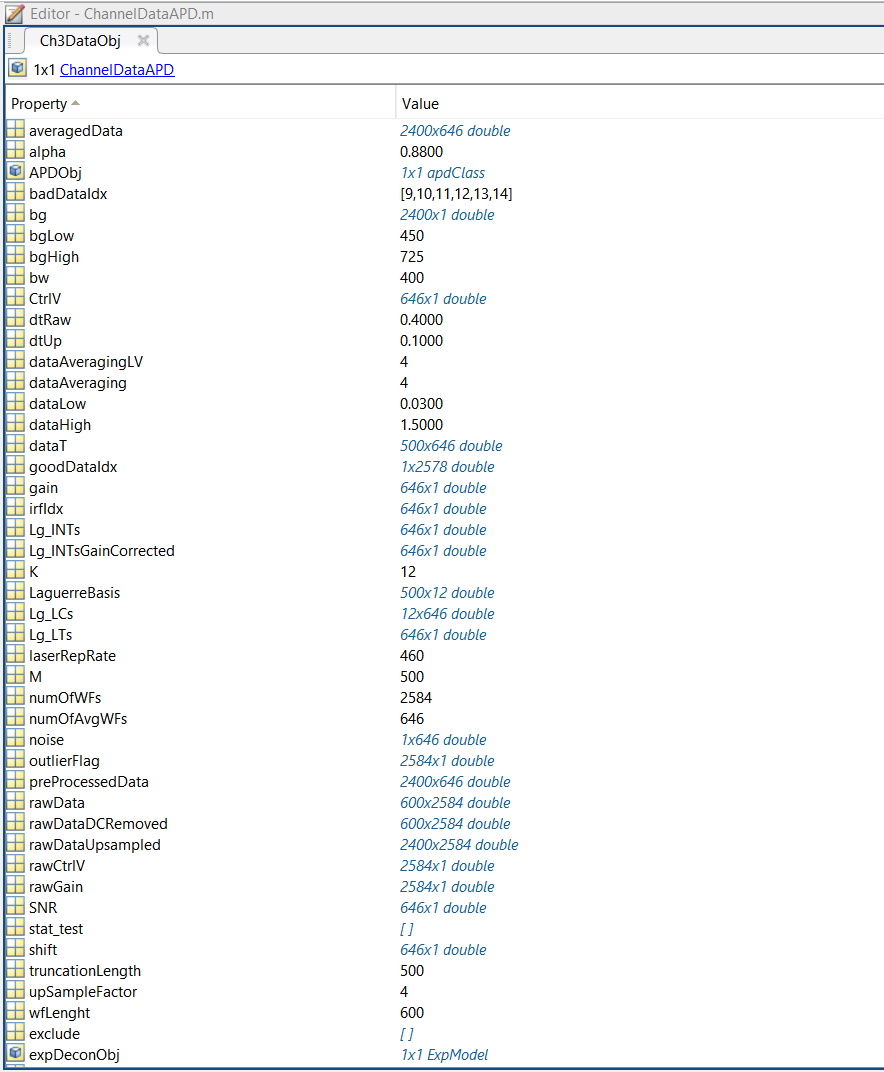 Editor - ChannelDataAPD.m
Ch3DataObj
1x1 ChannelDataAPD
Property Value
averagedData 2400x646 double
alpha 0.8800
APDObj 1x1 apdClass
badDataIdx [9,10,11,12,13,14]
bg 2400x1 double
bgLow 450
bgHigh 725
bw 400
CtrlV 646x1 double
dtRaw 0.4000
dtUp 0.1000
dataAveragingLV 4
dataAveraging 4
dataLow 0.0300
dataHigh 1.5000
dataT 500x646 double
goodDataIdx 1x2578 double
gain 646x1 double
irfIdx 646x1 double
Lg_INTs 646x1 double
Lg_INTsGainCorrected 646x1 double
K 12
LaguerreBasis 500x12 double
Lg_LCs 12x646 double
Lg_LTs 646x1 double
laserRepRate 460
M 500
numOfWFs 2584
numOfAvgWFs 646
noise 1x646 double
outlierFlag 2584x1 double
preProcessedData 2400x646 double
rawData 600x2584 double
rawDataDCRemoved 600x2584 double
rawDataUpsampled 2400x2584 double
rawCtrlV 2584x1 double
rawGain 2584x1 double
SNR 646x1 double
stat_test [ ]
shift 646x1 double
truncationLength 500
upSampleFactor 4
wfLenght 600
exclude [ ]
expDeconObj 1x1 ExpModel